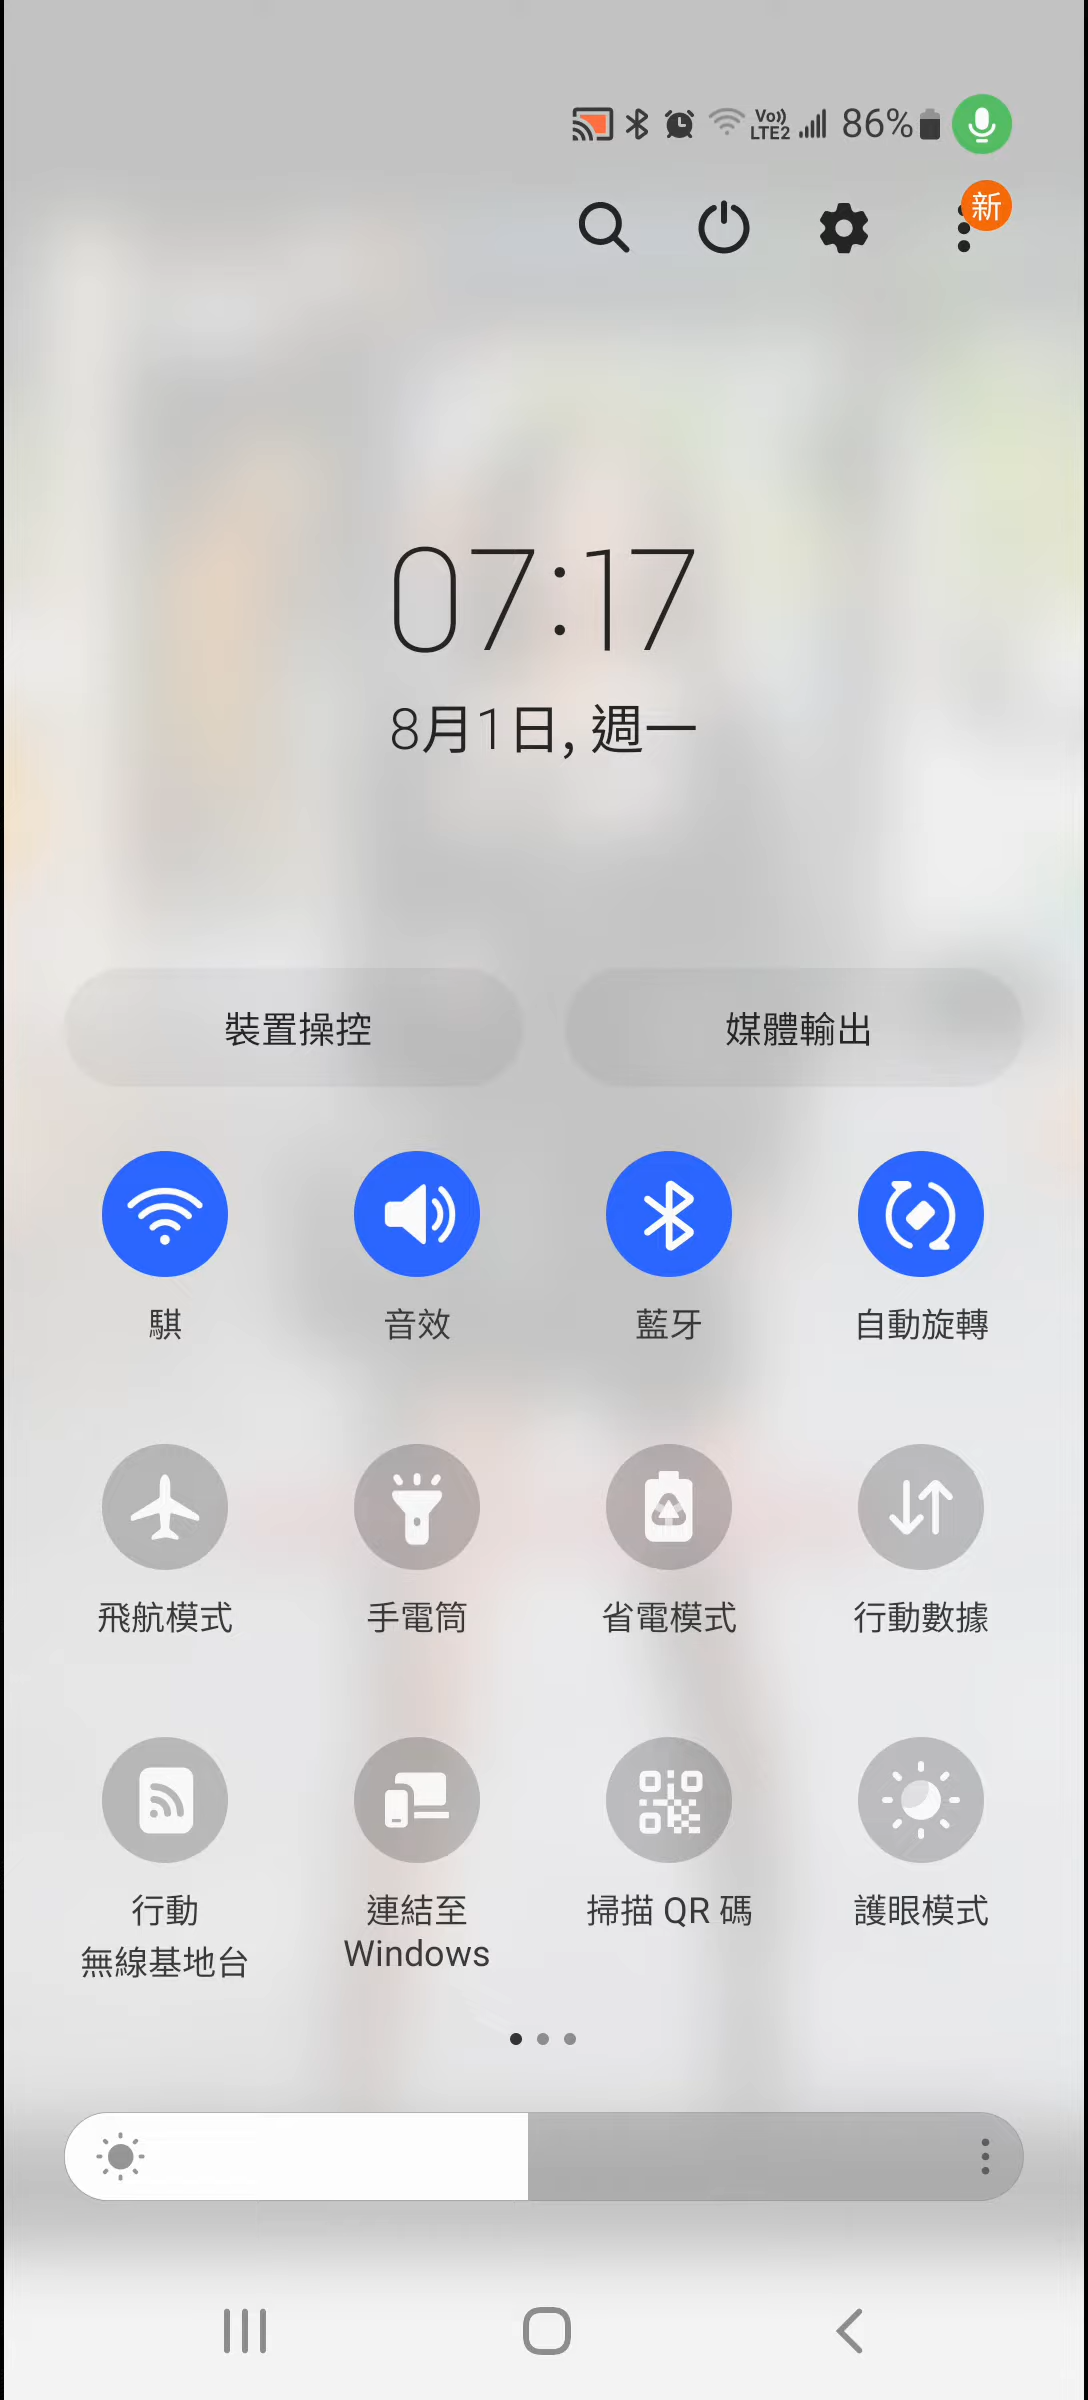 Vo))
LTE2
86%
新
07:17
8月1日, 週一
裝置操控
媒體輸出
騏
音效
藍牙
自動旋轉
飛航模式
手電筒
省電模式
行動數據
行動
無線基地台
連結至
Windows
掃描 QR 碼
護眼模式